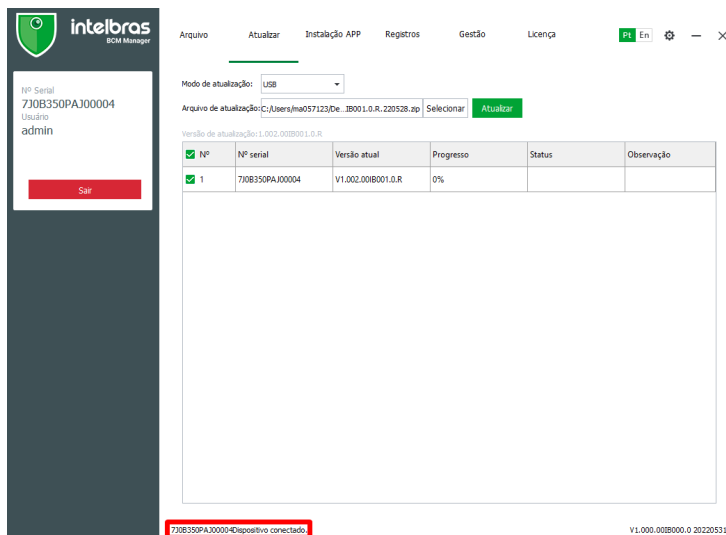 intelbras
BCM Manager
Arquivo Atualizar Instalação APP Registros Gestão Licença Pt En
Nº Serial
7J0B350PAJ00004
Usuário
admin
Sair
Modo de atualização: USB
Arquivo de atualização: C:/Users/ma057123/De...IB001.0.R.220528.zip Selecionar Atualizar
Versão de atualização:1.002.00IB001.0.R
Nº Nº serial Versão atual Progresso Status Observação
1 7J0B350PAJ00004 V1.002.00IB001.0.R 0%
7J0B350PAJ00004Dispositivo conectado.
V1.000.00IB000.0 20220531